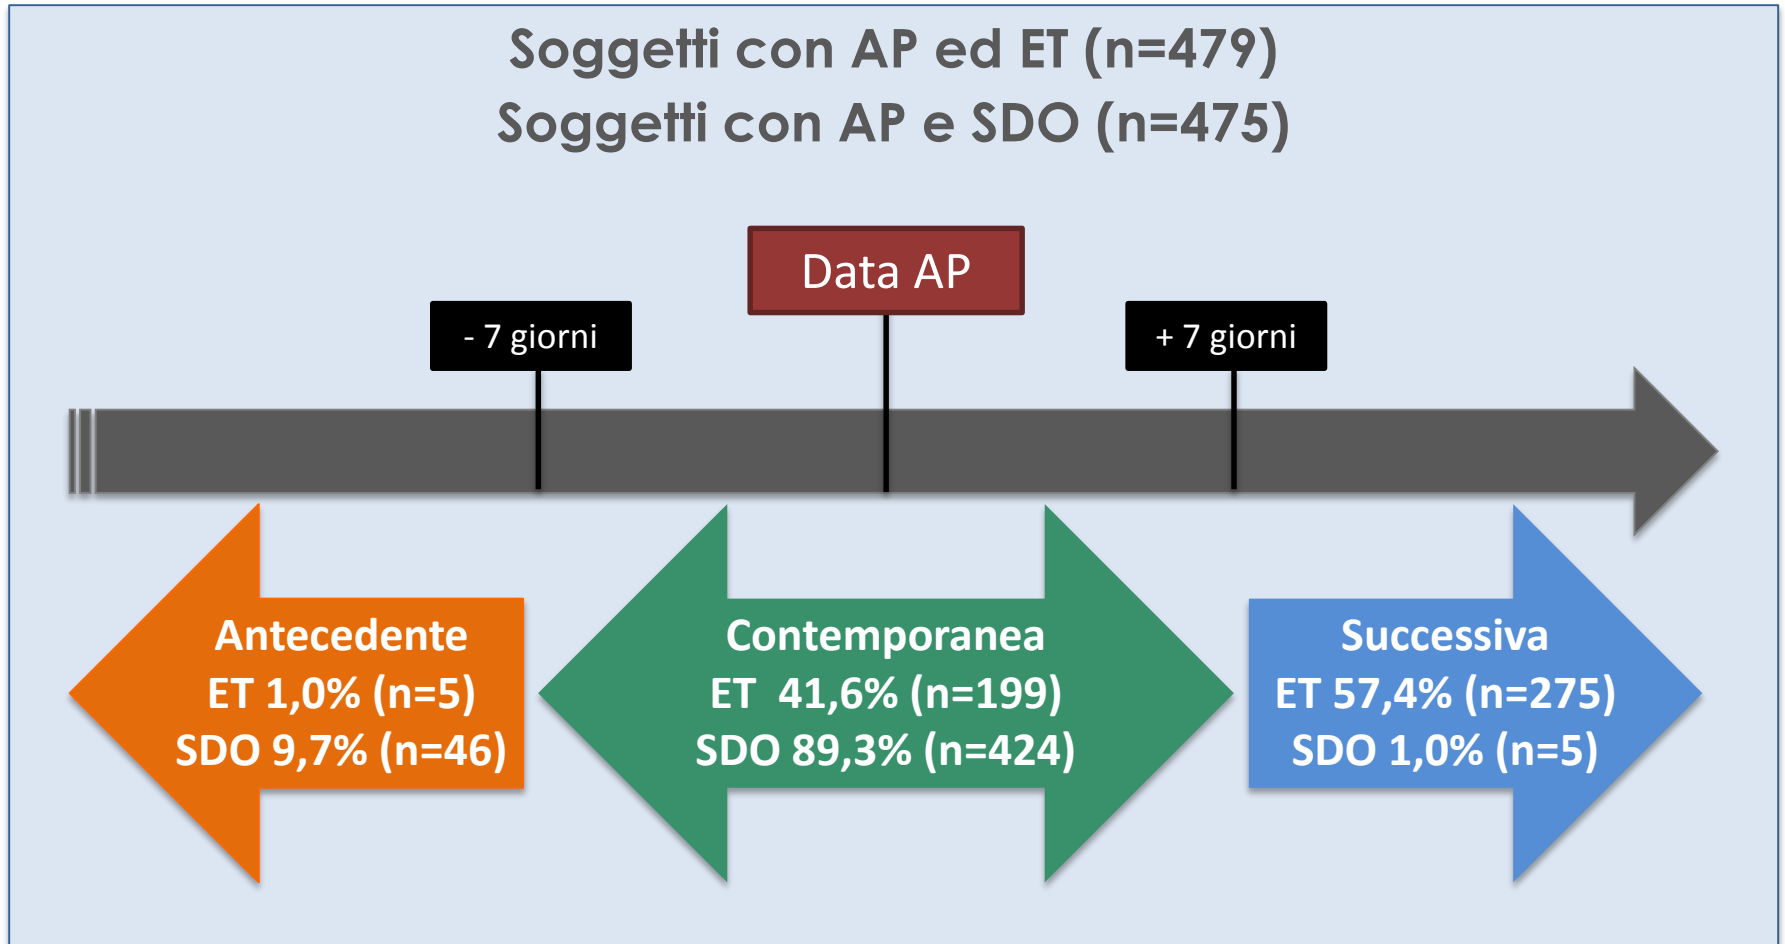 Soggetti con AP ed ET (n=479)
Soggetti con AP e SDO (n=475)
Data AP
- 7 giorni
+ 7 giorni
Antecedente
ET 1,0% (n=5)
SDO 9,7% (n=46)
Contemporanea
ET  41,6% (n=199)
SDO 89,3% (n=424)
Successiva
ET 57,4% (n=275)
SDO 1,0% (n=5)